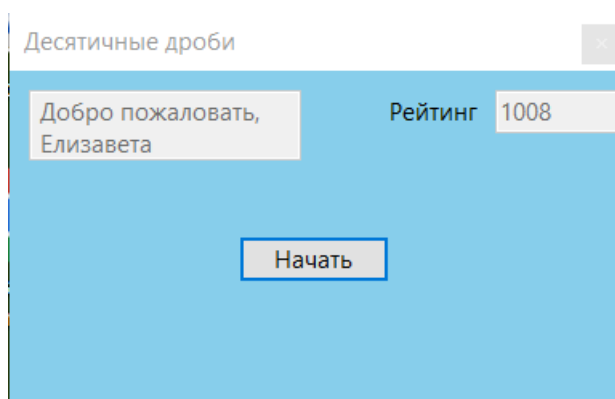 Десятичные дроби
Добро пожаловать,
Елизавета
Рейтинг 1008
Начать